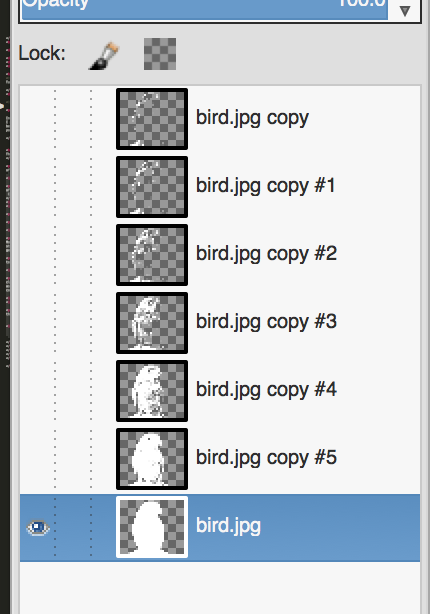 Opacity 100.0
Lock:
bird.jpg copy
bird.jpg copy #1
bird.jpg copy #2
bird.jpg copy #3
bird.jpg copy #4
bird.jpg copy #5
bird.jpg